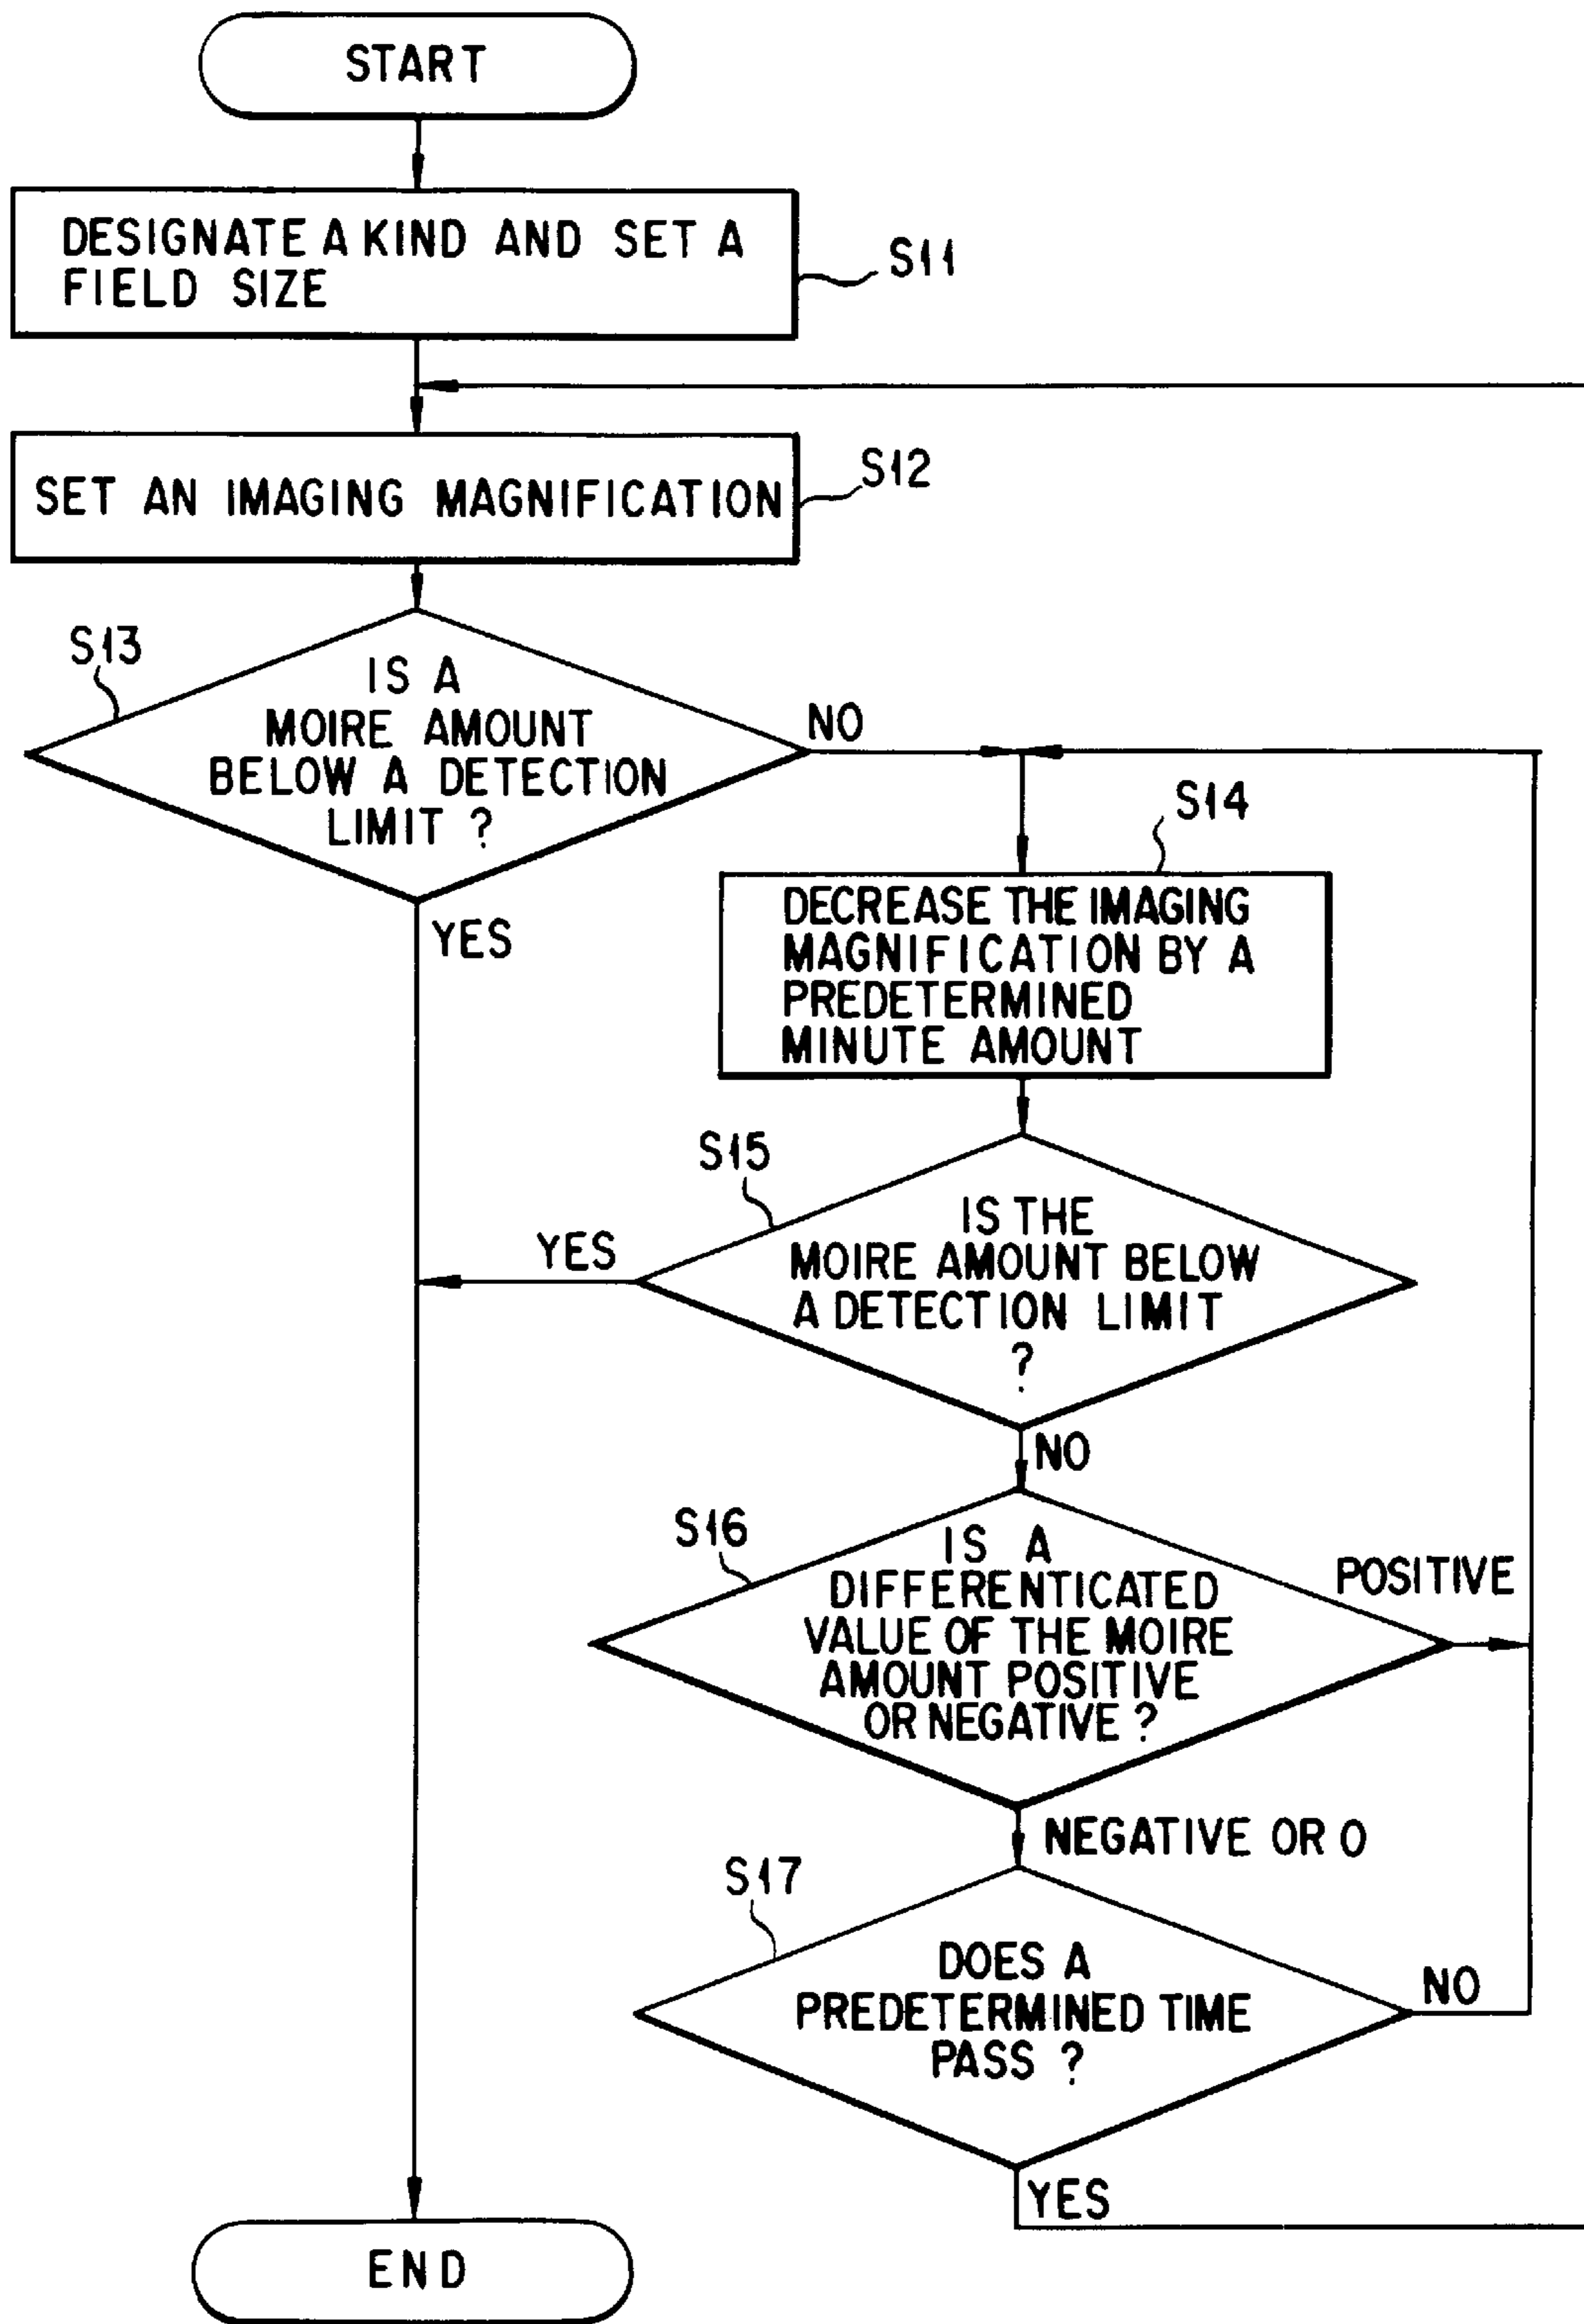 START
DESIGNATE A KIND AND SET A
FIELD SIZE
S11
SET AN IMAGING MAGNIFICATION
S12
S13
IS A
MOIRE AMOUNT
BELOW A DETECTION
LIMIT ?
NO
YES
S14
DECREASE THE IMAGING
MAGNIFICATION BY A
PREDETERMINED
MINUTE AMOUNT
S15
IS THE
MOIRE AMOUNT BELOW
A DETECTION LIMIT
?
YES
NO
S16
IS A
DIFFERENTICATED
VALUE OF THE MOIRE
AMOUNT POSITIVE
OR NEGATIVE ?
POSITIVE
NEGATIVE OR 0
S17
DOES A
PREDETERMINED TIME
PASS ?
NO
YES
END